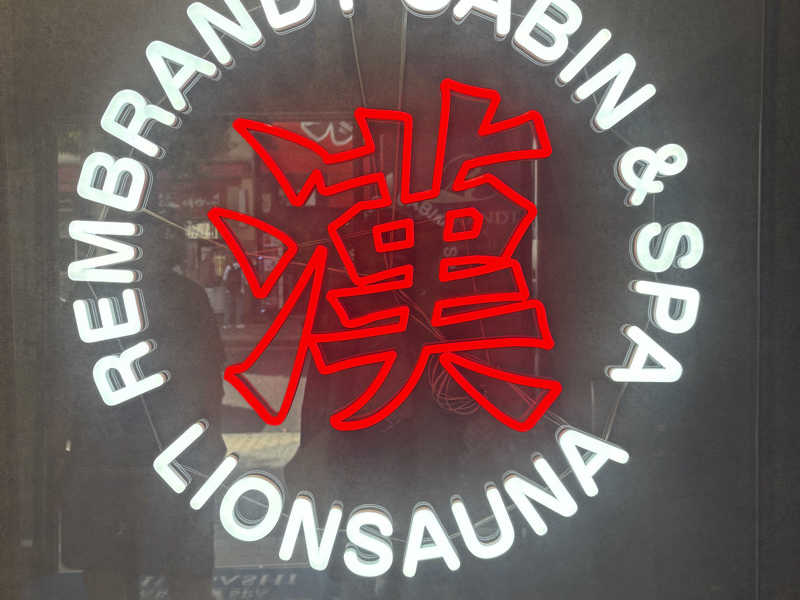 REMBRANDT CABIN & SPA
漢
LIONSAUNA